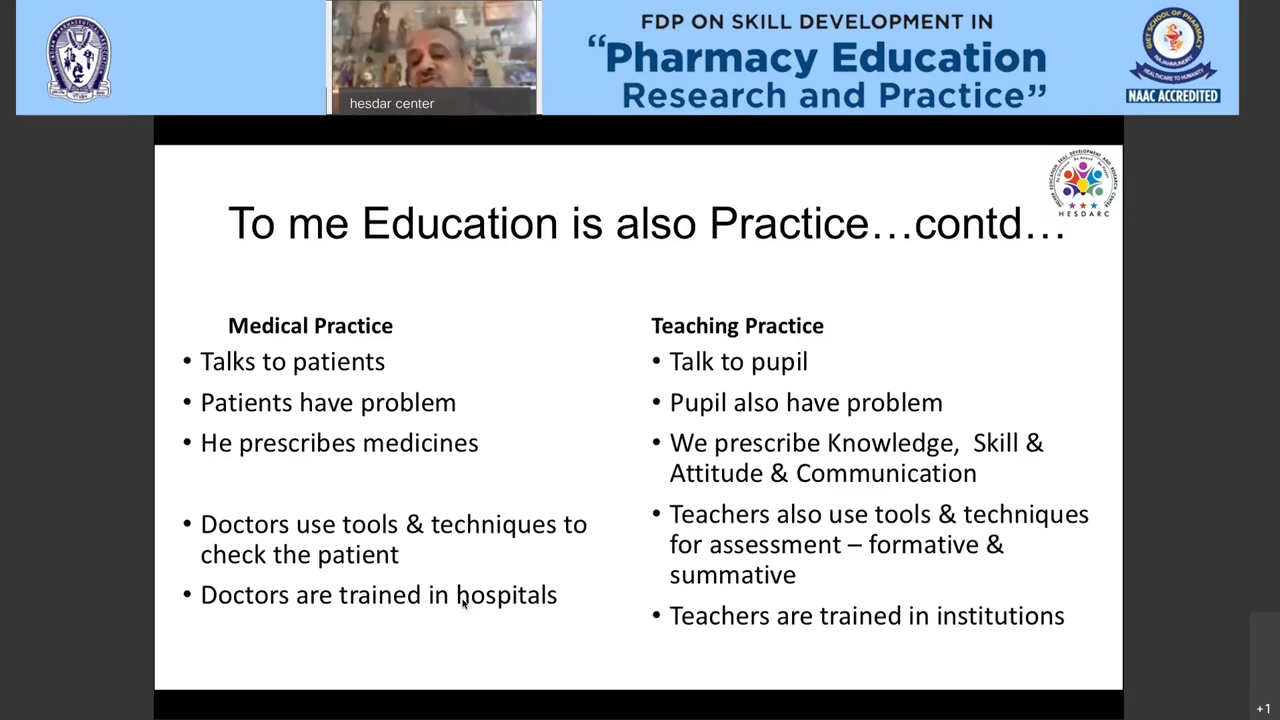 FDP ON SKILL DEVELOPMENT IN
“Pharmacy Education
Research and Practice”
hesdar center
NAAC ACCREDITED
HESDARC
To me Education is also Practice…contd…
Medical Practice
• Talks to patients
• Patients have problem
• He prescribes medicines
• Doctors use tools & techniques to
check the patient
• Doctors are trained in hospitals
Teaching Practice
• Talk to pupil
• Pupil also have problem
• We prescribe Knowledge,  Skill &
Attitude & Communication
• Teachers also use tools & techniques
for assessment – formative &
summative
• Teachers are trained in institutions
+1